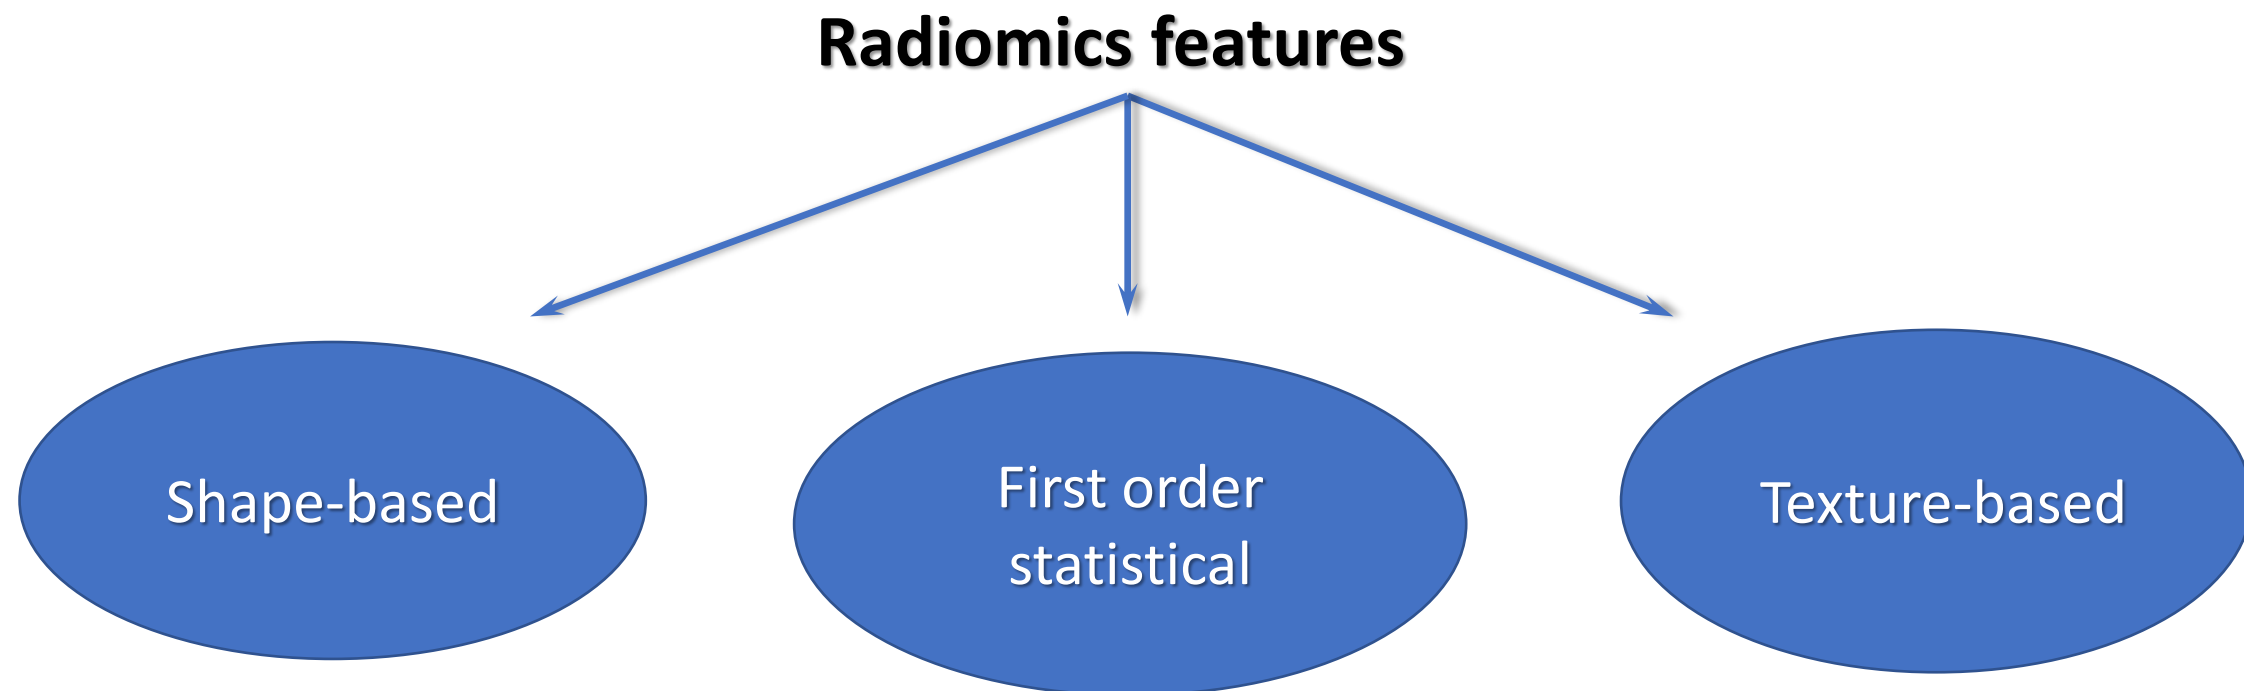 Radiomics features
Shape-based
First order
statistical
Texture-based